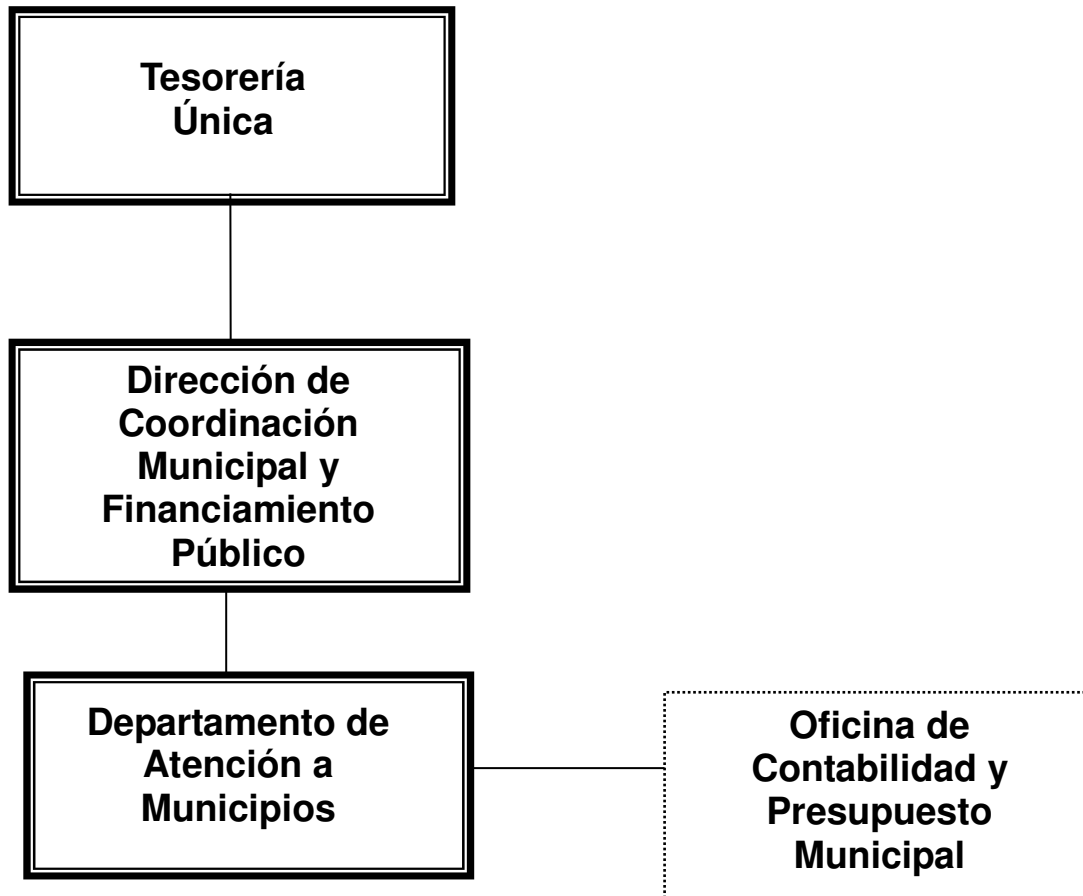 Tesorería
Única
Dirección de
Coordinación
Municipal y
Financiamiento
Público
Departamento de
Atención a
Municipios
Oficina de
Contabilidad y
Presupuesto
Municipal